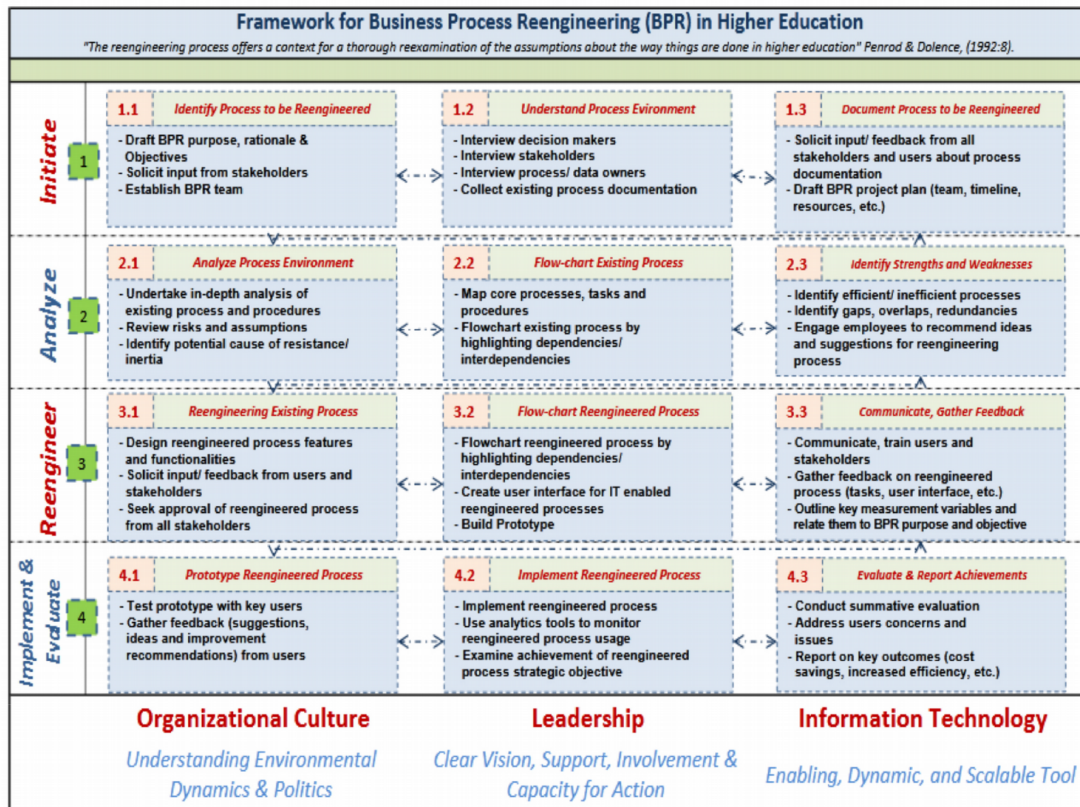 Framework for Business Process Reengineering (BPR) in Higher Education
"The reengineering process offers a context for a thorough reexamination of the assumptions about the way things are done in higher education" Penrod & Dolence, (1992:8).
Initiate
1
1.1 Identify Process to be Reengineered
- Draft BPR purpose, rationale &
Objectives
- Solicit input from stakeholders
- Establish BPR team
1.2 Understand Process Evironment
- Interview decision makers
- Interview stakeholders
- Interview process/ data owners
- Collect existing process documentation
1.3 Document Process to be Reengineered
- Solicit input/ feedback from all
stakeholders and users about process
documentation
- Draft BPR project plan (team, timeline,
resources, etc.)
Analyze
2
2.1 Analyze Process Environment
- Undertake in-depth analysis of
existing process and procedures
- Review risks and assumptions
- Identify potential cause of resistance/
inertia
2.2 Flow-chart Existing Process
- Map core processes, tasks and
procedures
- Flowchart existing process by
highlighting dependencies/
interdependencies
2.3 Identify Strengths and Weaknesses
- Identify efficient/ inefficient processes
- Identify gaps, overlaps, redundancies
- Engage employees to recommend ideas
and suggestions for reengineering
process
Reengineer
3
3.1 Reengineering Existing Process
- Design reengineered process features
and functionalities
- Solicit input/ feedback from users and
stakeholders
- Seek approval of reengineered process
from all stakeholders
3.2 Flow-chart Reengineered Process
- Flowchart reengineered process by
highlighting dependencies/
interdependencies
- Create user interface for IT enabled
reengineered processes
- Build Prototype
3.3 Communicate, Gather Feedback
- Communicate, train users and
stakeholders
- Gather feedback on reengineered
process (tasks, user interface, etc.)
- Outline key measurement variables and
relate them to BPR purpose and objective
Implement &
Evaluate
4
4.1 Prototype Reengineered Process
- Test prototype with key users
- Gather feedback (suggestions,
ideas and improvement
recommendations) from users
4.2 Implement Reengineered Process
- Implement reengineered process
- Use analytics tools to monitor
reengineered process usage
- Examine achievement of reengineered
process strategic objective
4.3 Evaluate & Report Achievements
- Conduct summative evaluation
- Address users concerns and
issues
- Report on key outcomes (cost
savings, increased efficiency, etc.)
Organizational Culture
Understanding Environmental
Dynamics & Politics
Leadership
Clear Vision, Support, Involvement &
Capacity for Action
Information Technology
Enabling, Dynamic, and Scalable Tool